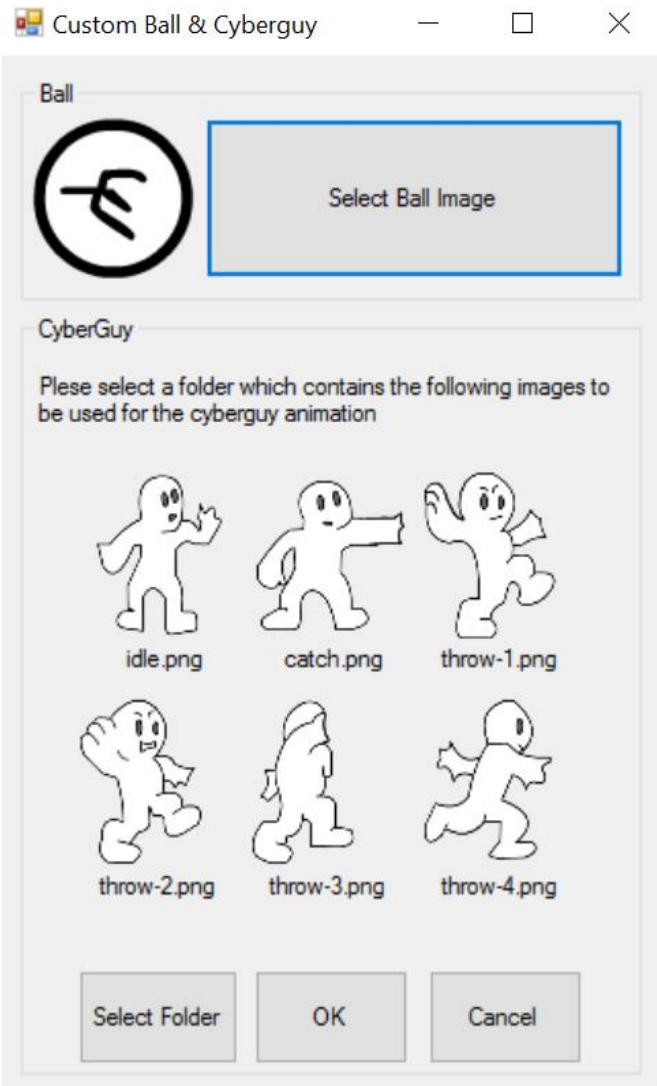 Custom Ball & Cyberguy
Ball
Select Ball Image
CyberGuy
Plese select a folder which contains the following images to
be used for the cyberguy animation
idle.png catch.png throw-1.png
throw-2.png throw-3.png throw-4.png
Select Folder OK Cancel